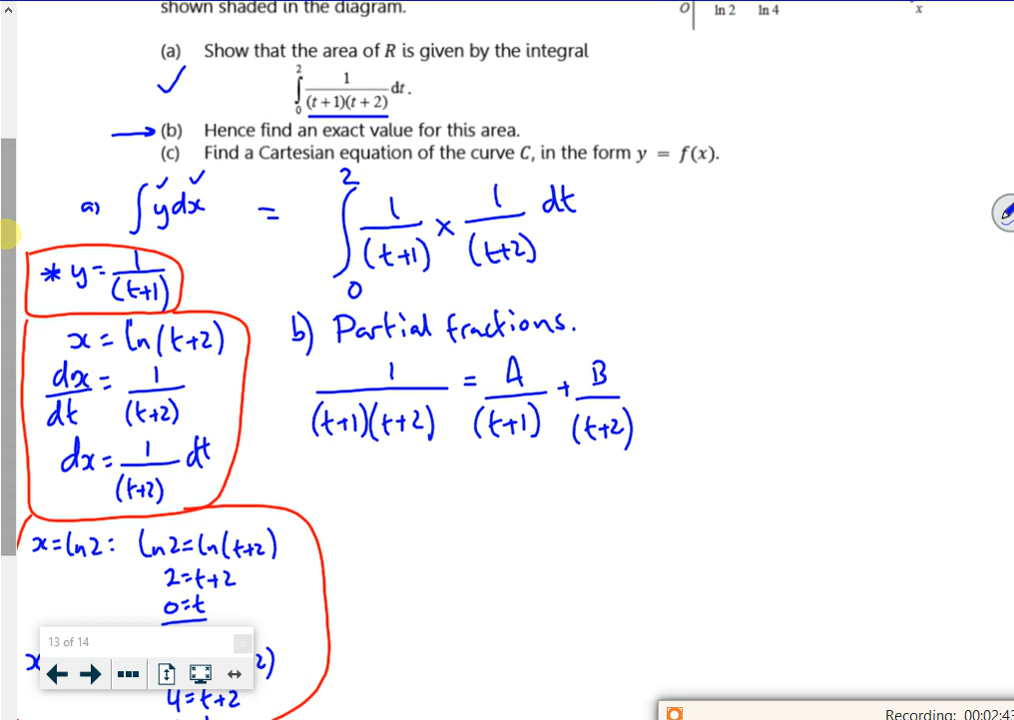 shown shaded in the diagram.
O ln 2 ln 4 x
(a) Show that the area of R is given by the integral
∫₀² 1/((t + 1)(t + 2)) dt.
(b) Hence find an exact value for this area.
(c) Find a Cartesian equation of the curve C, in the form y = f(x).
a) ∫ydx = ∫₀² 1/(t+1) × 1/(t+2) dt
* y = 1/(t+1)
x = ln(t+2)
dx/dt = 1/(t+2)
dx = 1/(t+2) dt
b) Partial fractions.
1/((t+1)(t+2)) = A/(t+1) + B/(t+2)
x=ln2: ln2=ln(t+2)
2=t+2
0=t
13 of 14
x 2)
4=t+2
Recording: 00:02:4